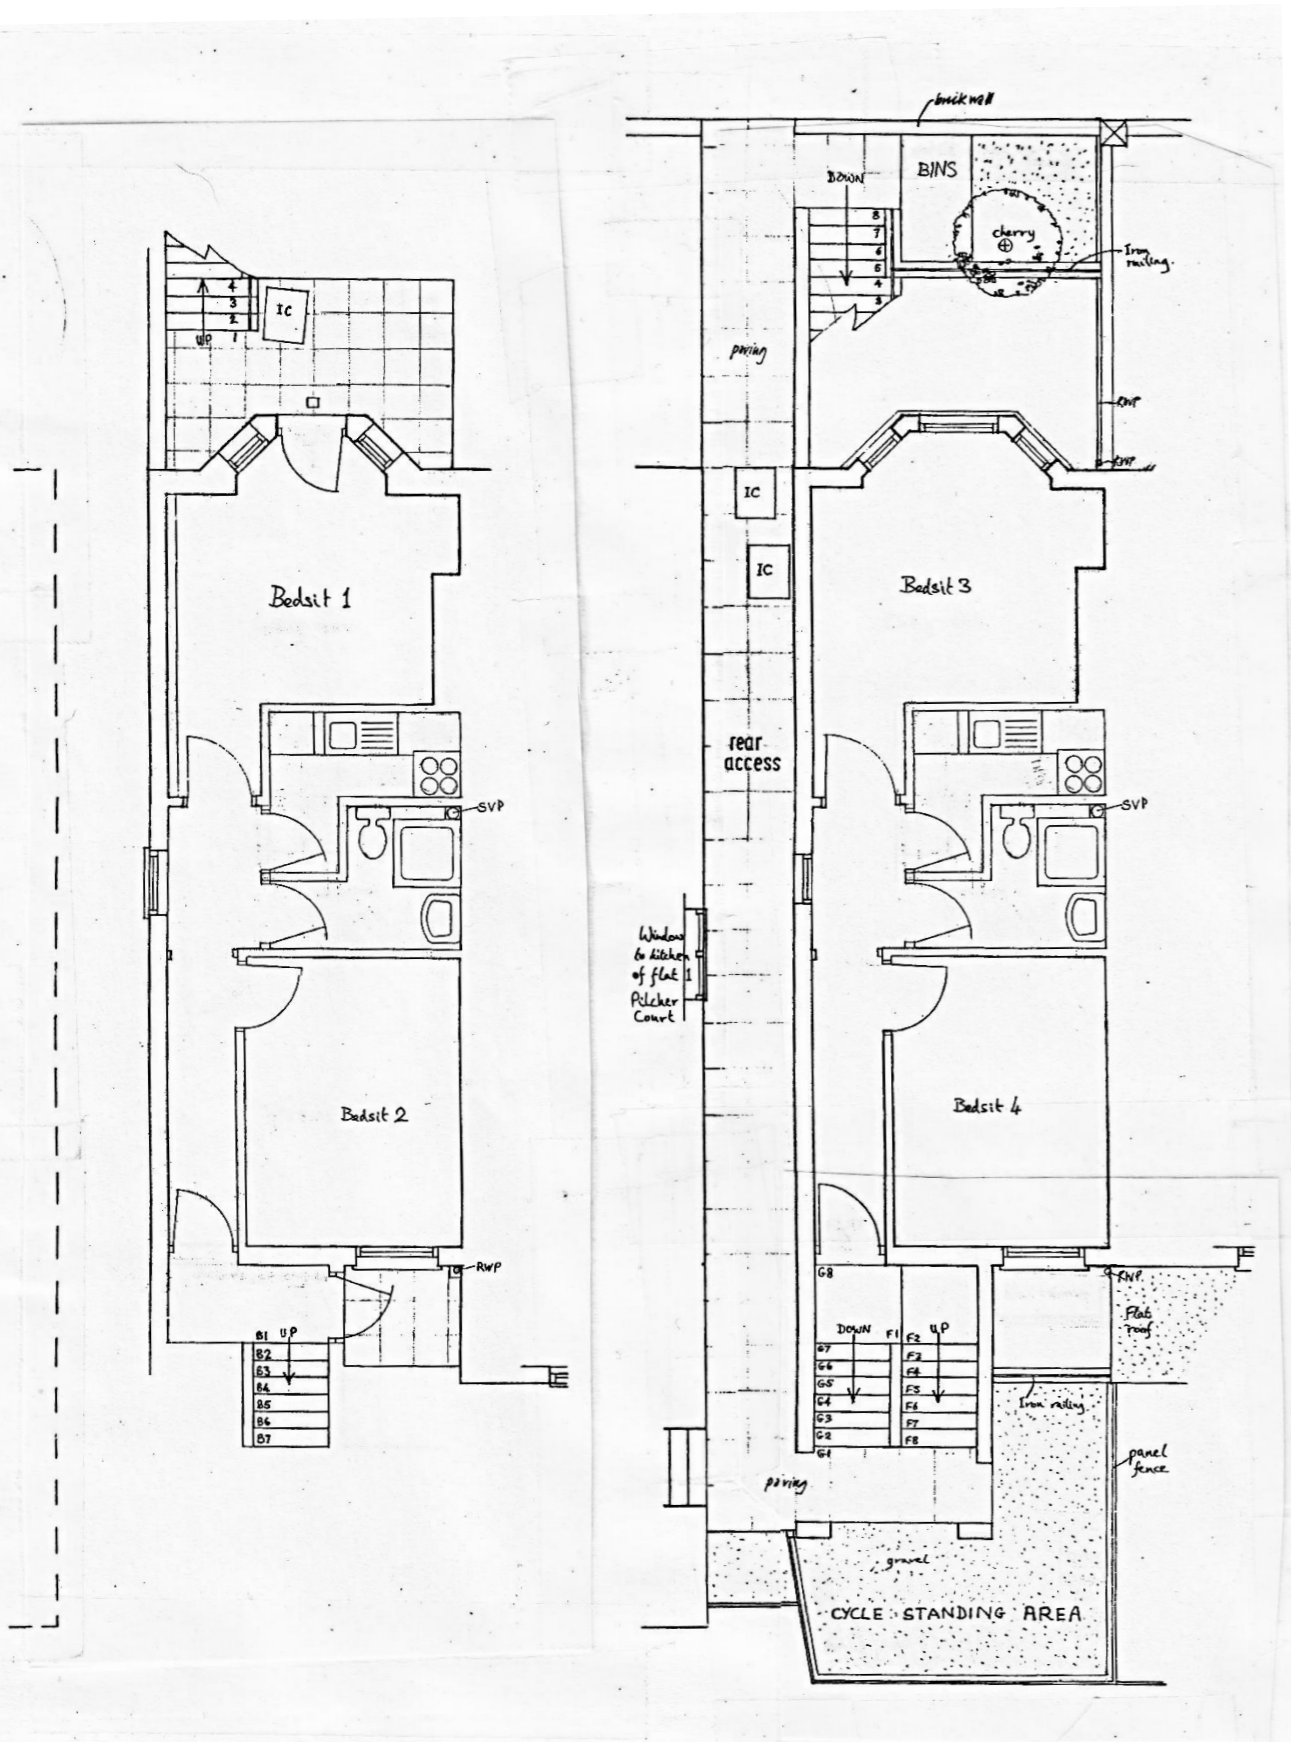 brick wall
BINS
DOWN
8
7
6
5
4
3
cherry
Iron
railing.
4
3
2
1
UP
IC
paving
RWP
RWP
IC
IC
Bedsit 1
Bedsit 3
rear
access
SVP
SVP
Window
to kitchen
of flat 1
Pilcher
Court
Bedsit 2
Bedsit 4
RWP
RWP.
G8
Flat
roof
B1 UP
B2
B3
B4
B5
B6
B7
DOWN F1 UP
G7
G6
G5
G4
G3
G2
G1
F2
F3
F4
F5
F6
F7
F8
Iron railing.
panel
fence
paving
gravel
CYCLE STANDING AREA